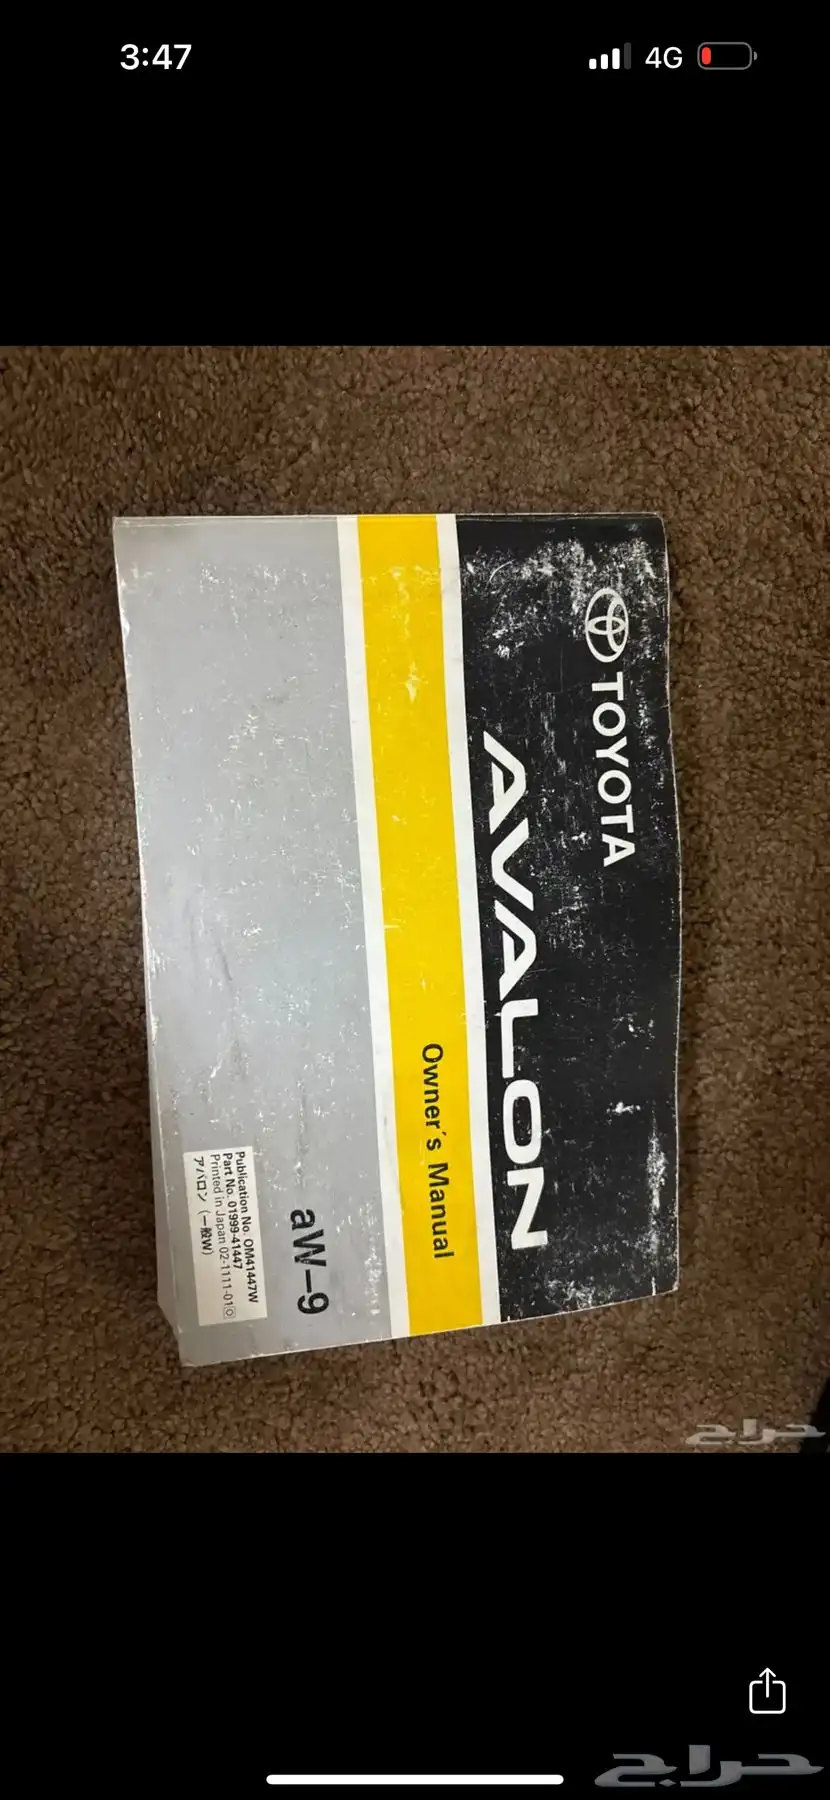 3:47
4G
TOYOTA
AVALON
Owner's Manual
aW-9
Publication No. OM41447W
Part No. 01999-41447
Printed in Japan 02-1111-01 ⓞ
アバロン (一般W)
حراج
حراج